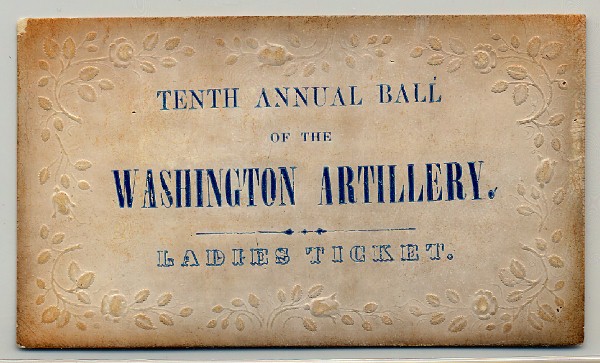 TENTH ANNUAL BALL
OF THE
WASHINGTON ARTILLERY.
LADIES TICKET.